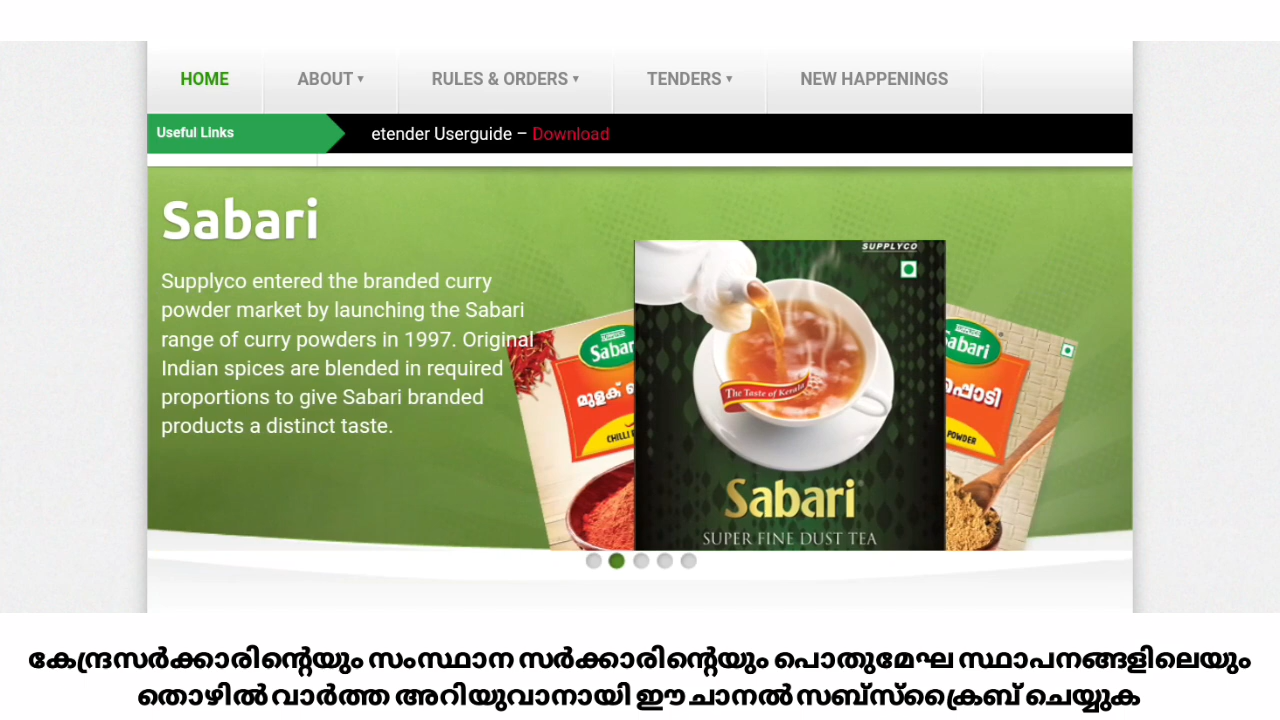 HOME ABOUT ▾ RULES & ORDERS ▾ TENDERS ▾ NEW HAPPENINGS
Useful Links
etender Userguide – Download
Sabari
Supplyco entered the branded curry
powder market by launching the Sabari
range of curry powders in 1997. Original
Indian spices are blended in required
proportions to give Sabari branded
products a distinct taste.
SUPPLYCO
The Taste of Kerala
Sabari
SUPER FINE DUST TEA
Sabari
മുളക്
CHILLI
POWDER
കേന്ദ്രസർക്കാരിന്റെയും സംസ്ഥാന സർക്കാരിന്റെയും പൊതുമേഘ സ്ഥാപനങ്ങളിലെയും
തൊഴിൽ വാർത്ത അറിയുവാനായി ഈ ചാനൽ സബ്സ്ക്രൈബ് ചെയ്യുക